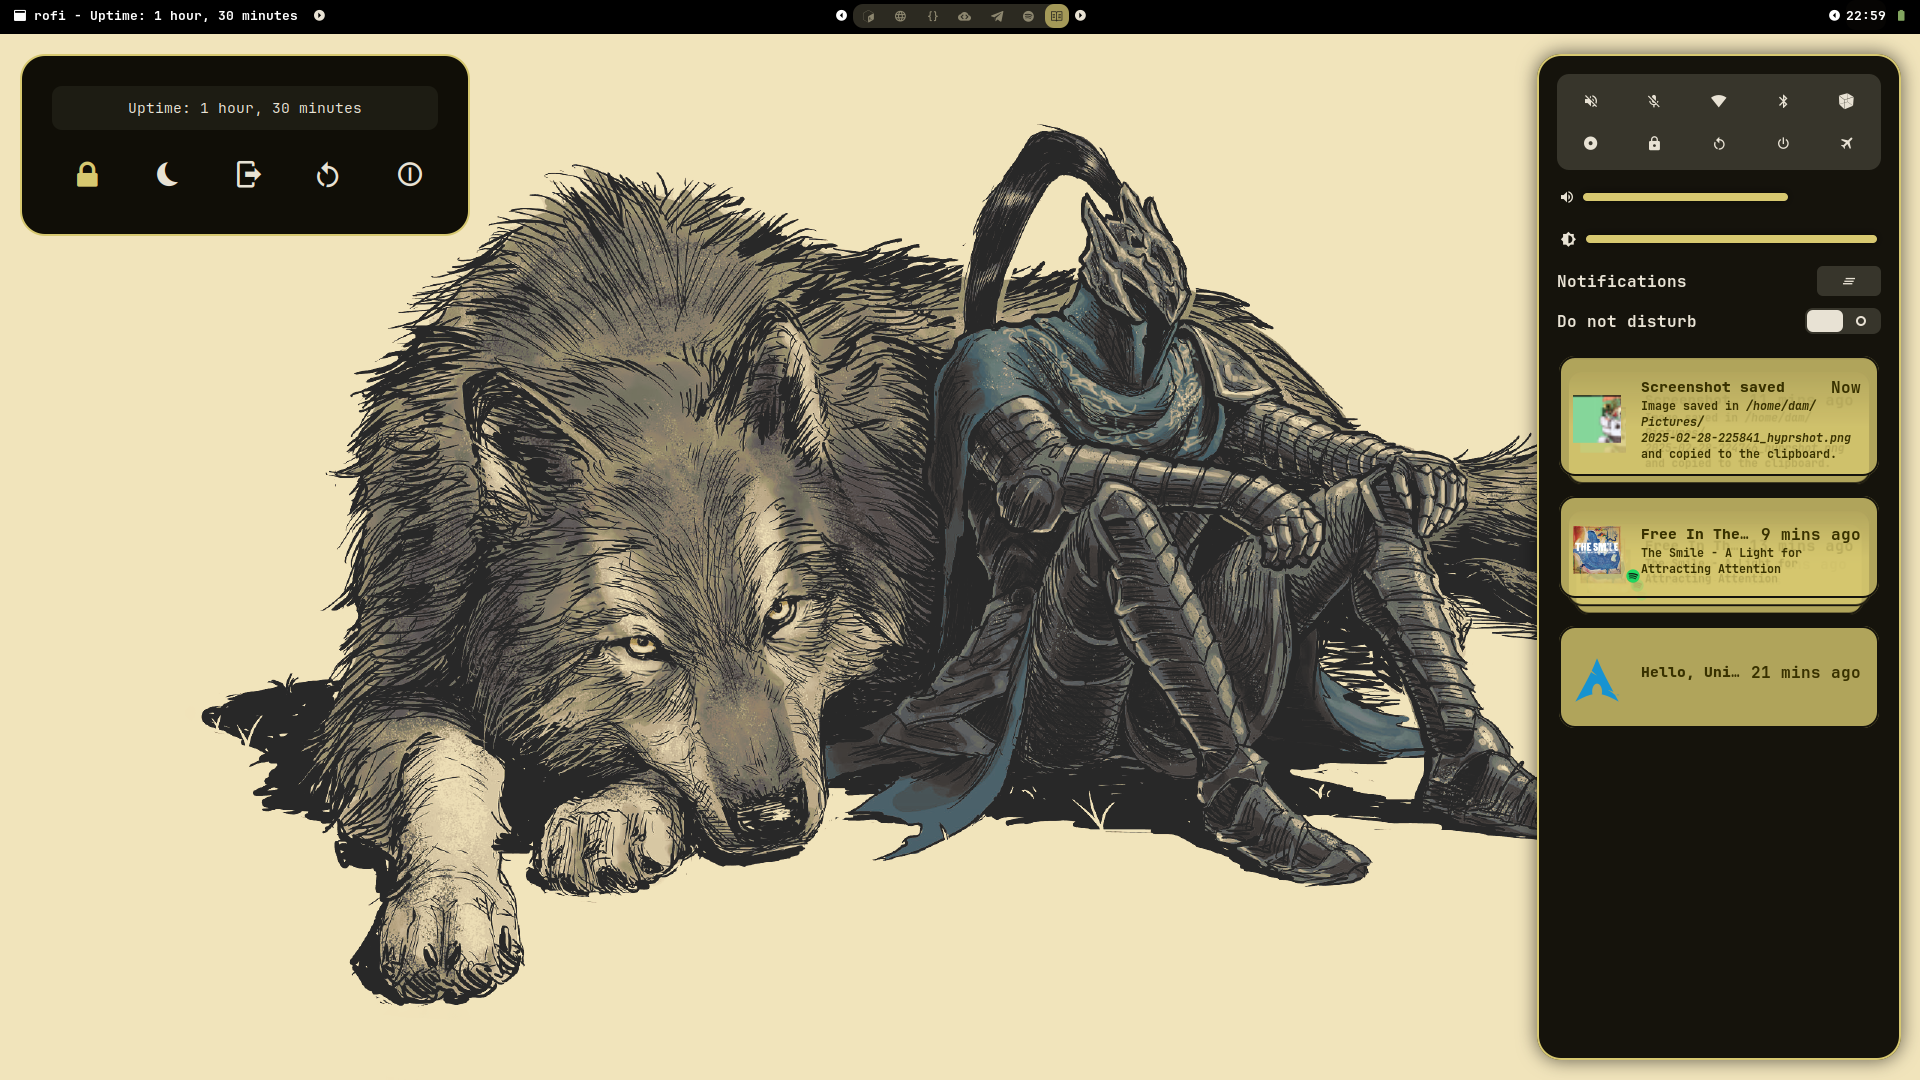 rofi - Uptime: 1 hour, 30 minutes
22:59
Uptime: 1 hour, 30 minutes
Notifications
Do not disturb
Screenshot saved Now
Image saved in /home/dam/
Pictures/
2025-02-28-225841_hyprshot.png
and copied to the clipboard.
THE SMILE
Free In The… 9 mins ago
The Smile - A Light for
Attracting Attention
Hello, Uni… 21 mins ago